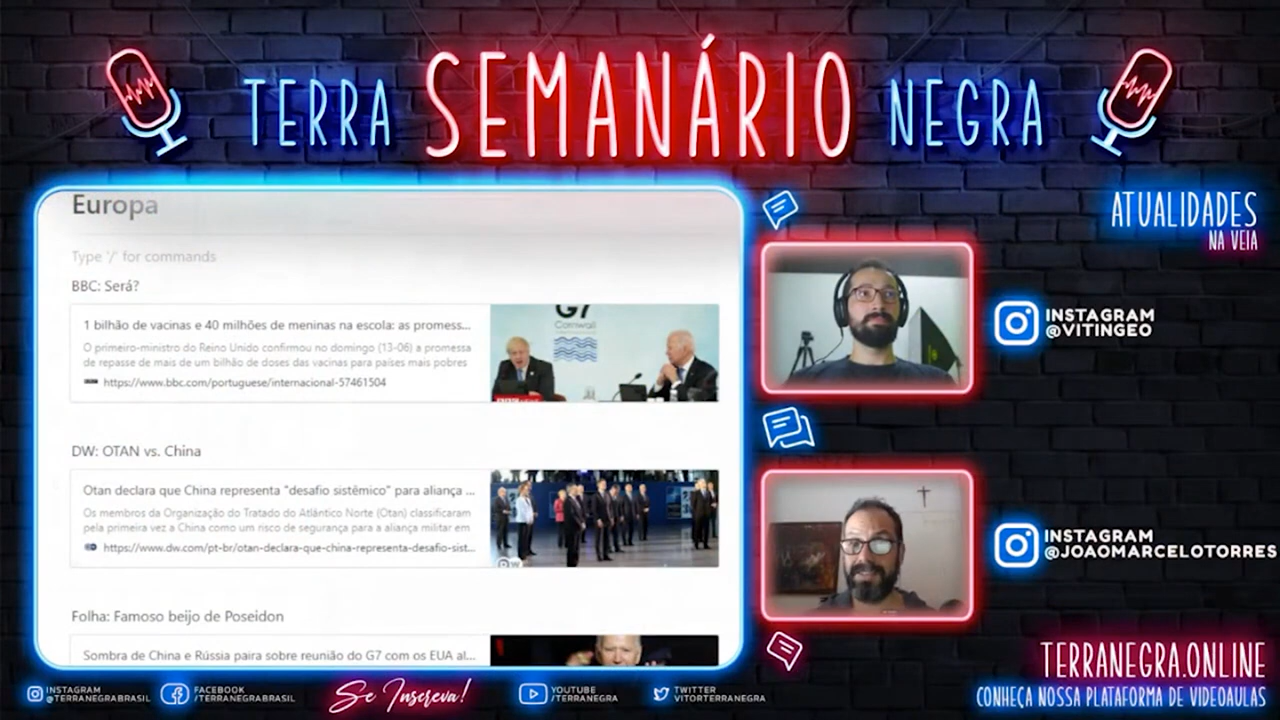 TERRA SEMANÁRIO NEGRA
Europa
Type '/' for commands
BBC: Será?
1 bilhão de vacinas e 40 milhões de meninas na escola: as promess...
O primeiro-ministro do Reino Unido confirmou no domingo (13-06) a promessa
de repasse de mais de um bilhão de doses das vacinas para países mais pobres
https://www.bbc.com/portuguese/internacional-57461504
G7
Cornwall
DW: OTAN vs. China
Otan declara que China representa "desafio sistêmico" para aliança ...
Os membros da Organização do Tratado do Atlântico Norte (Otan) classificaram
pela primeira vez a China como um risco de segurança para a aliança militar em
https://www.dw.com/pt-br/otan-declara-que-china-representa-desafio-sist...
DW
Folha: Famoso beijo de Poseidon
Sombra de China e Rússia paira sobre reunião do G7 com os EUA al...
ATUALIDADES
NA VEIA
INSTAGRAM
@VITINGEO
INSTAGRAM
@JOAOMARCELOTORRES
TERRANEGRA.ONLINE
CONHEÇA NOSSA PLATAFORMA DE VIDEOAULAS
INSTAGRAM
@TERRANEGRABRASIL
FACEBOOK
/TERRANEGRABRASIL
Se Inscreva!
YOUTUBE
/TERRANEGRA
TWITTER
VITORTERRANEGRA